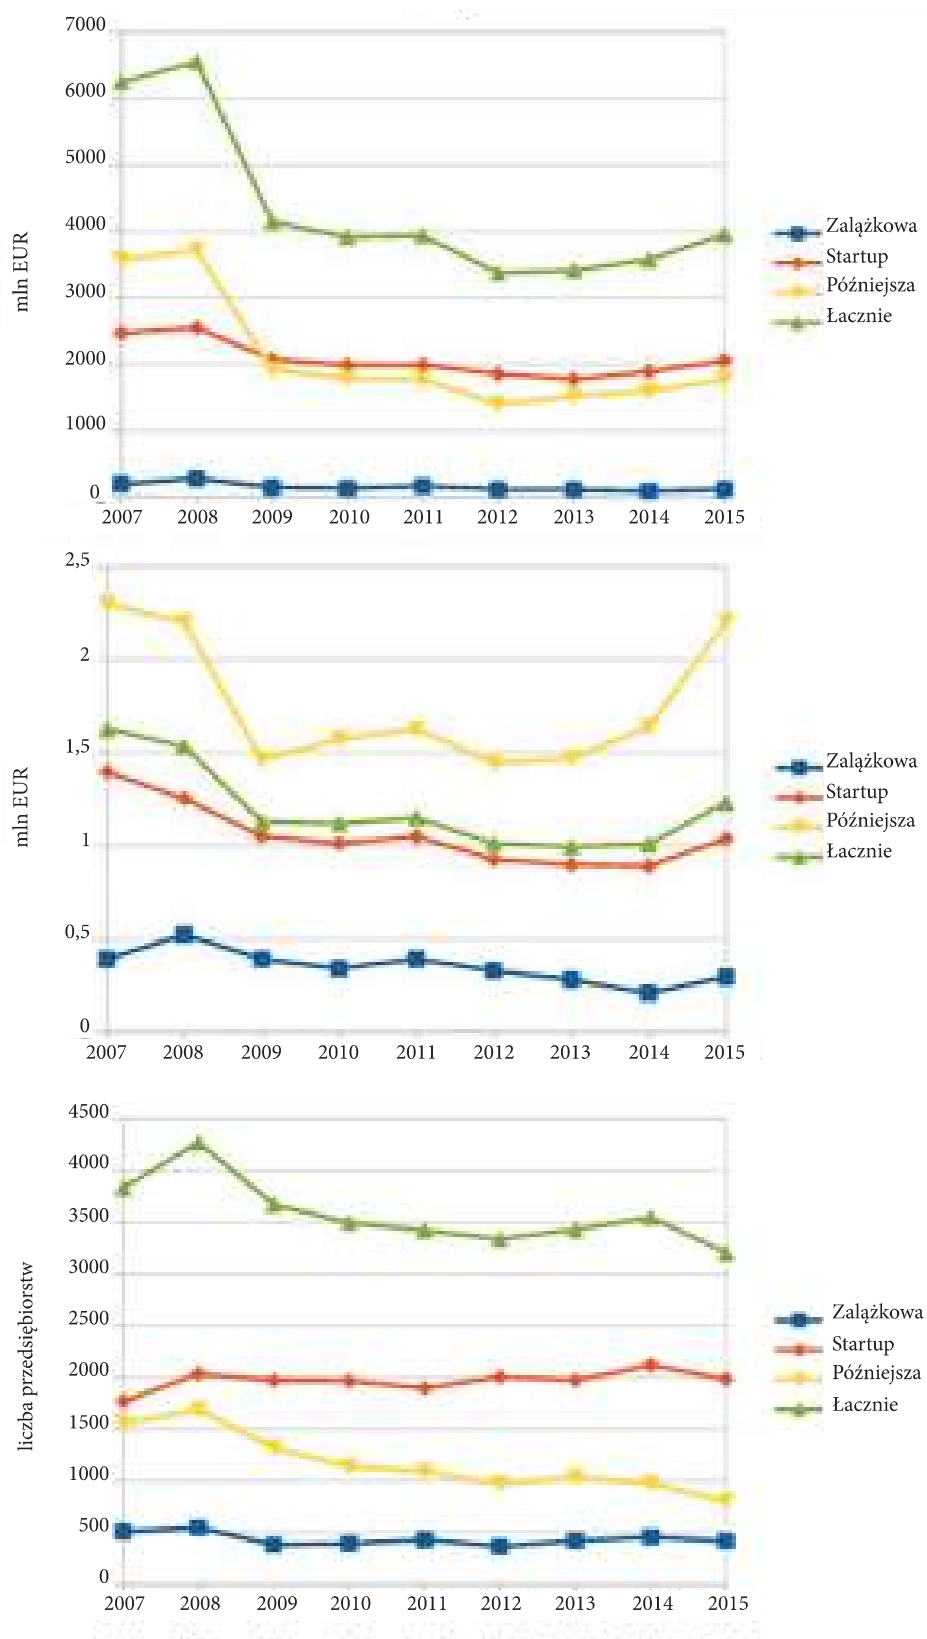 7000
6000
5000
4000
3000
2000
1000
0
mln EUR
2007 2008 2009 2010 2011 2012 2013 2014 2015
Zalążkowa
Startup
Późniejsza
Łacznie
2,5
2
1,5
1
0,5
0
mln EUR
2007 2008 2009 2010 2011 2012 2013 2014 2015
Zalążkowa
Startup
Późniejsza
Łacznie
4500
4000
3500
3000
2500
2000
1500
1000
500
0
liczba przedsiębiorstw
2007 2008 2009 2010 2011 2012 2013 2014 2015
Zalążkowa
Startup
Późniejsza
Łacznie